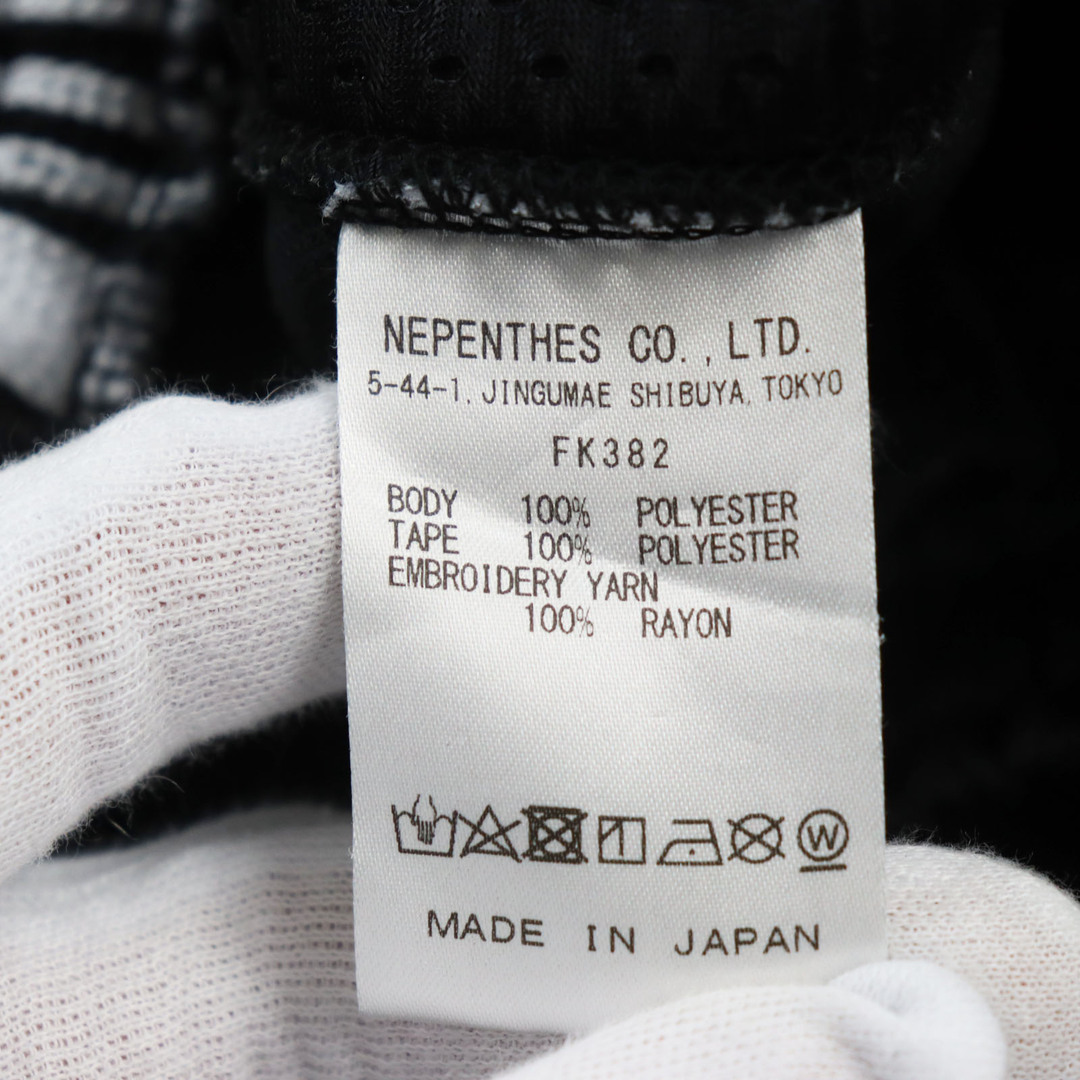 NEPENTHES CO., LTD.
5-44-1, JINGUMAE SHIBUYA, TOKYO
FK382
BODY 100% POLYESTER
TAPE 100% POLYESTER
EMBROIDERY YARN
100% RAYON
W
MADE IN JAPAN